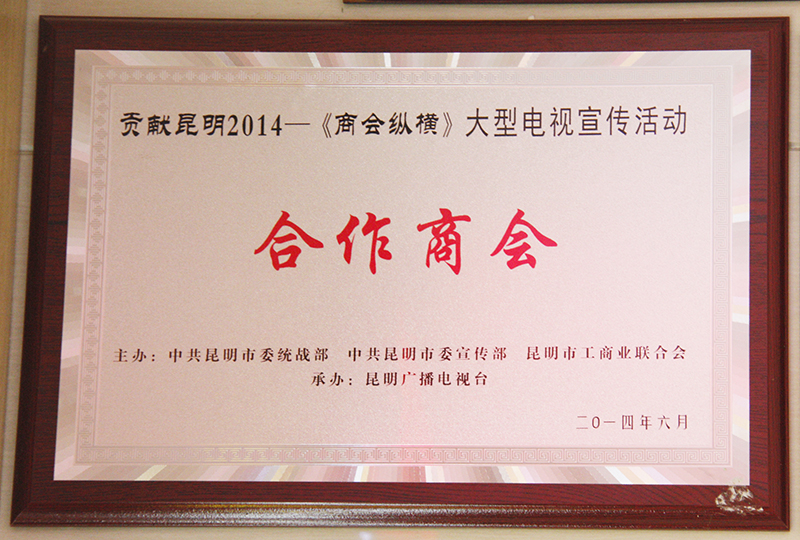 贡献昆明2014—《商会纵横》大型电视宣传活动
合作商会
主办：中共昆明市委统战部 中共昆明市委宣传部 昆明市工商业联合会
承办：昆明广播电视台
二〇一四年六月